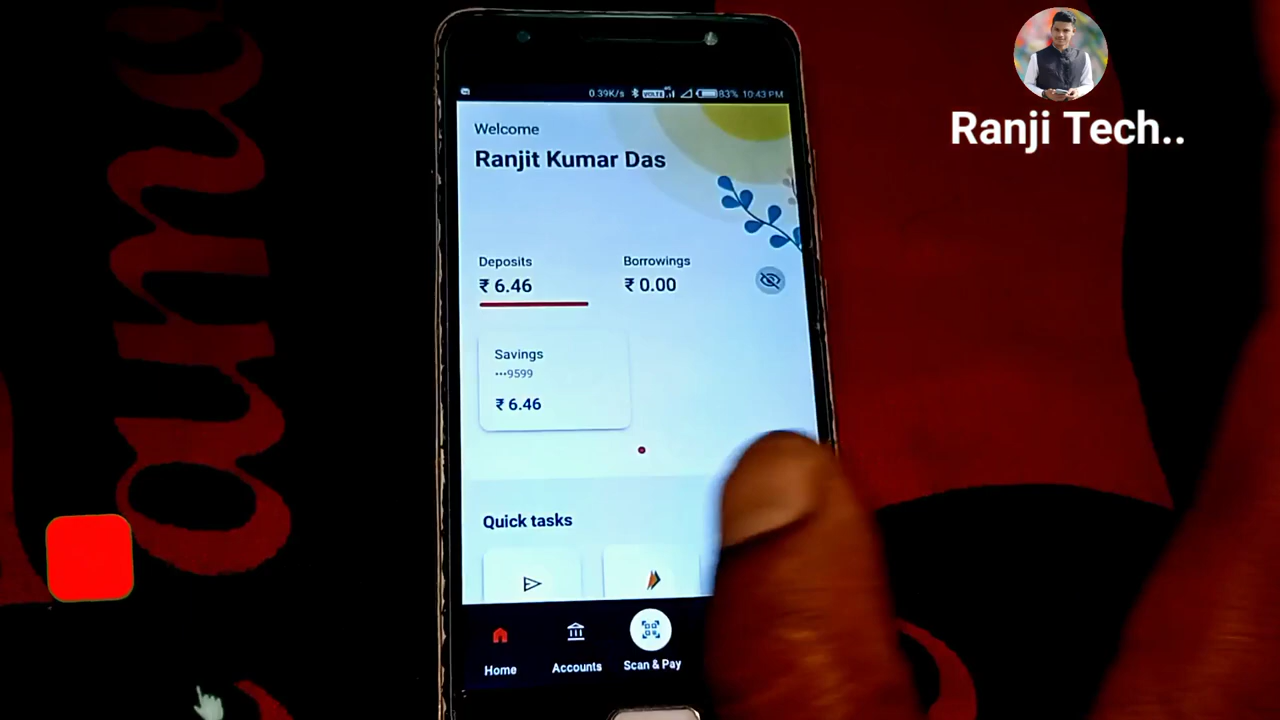 Ranji Tech..
0.39K/s 83% 10:43 PM
Welcome
Ranjit Kumar Das
Deposits Borrowings
₹ 6.46 ₹ 0.00
Savings
•••9599
₹ 6.46
Quick tasks
Home Accounts Scan & Pay